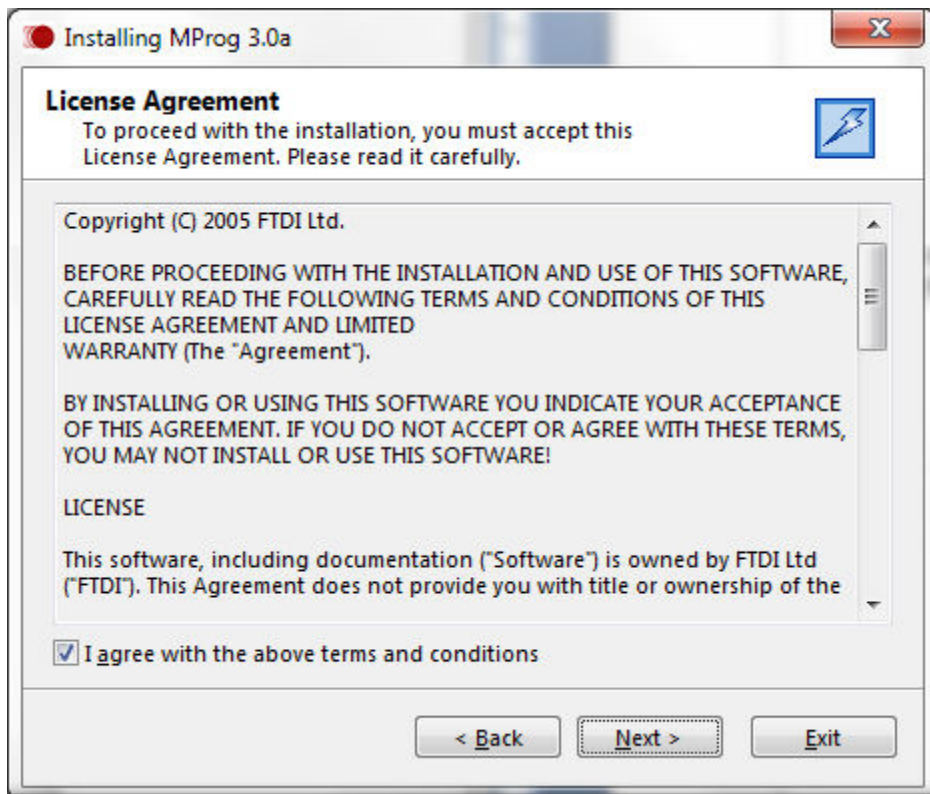 Installing MProg 3.0a
License Agreement
To proceed with the installation, you must accept this
License Agreement. Please read it carefully.
Copyright (C) 2005 FTDI Ltd.
BEFORE PROCEEDING WITH THE INSTALLATION AND USE OF THIS SOFTWARE,
CAREFULLY READ THE FOLLOWING TERMS AND CONDITIONS OF THIS
LICENSE AGREEMENT AND LIMITED
WARRANTY (The "Agreement").
BY INSTALLING OR USING THIS SOFTWARE YOU INDICATE YOUR ACCEPTANCE
OF THIS AGREEMENT. IF YOU DO NOT ACCEPT OR AGREE WITH THESE TERMS,
YOU MAY NOT INSTALL OR USE THIS SOFTWARE!
LICENSE
This software, including documentation ("Software") is owned by FTDI Ltd
("FTDI"). This Agreement does not provide you with title or ownership of the
I agree with the above terms and conditions
< Back Next > Exit